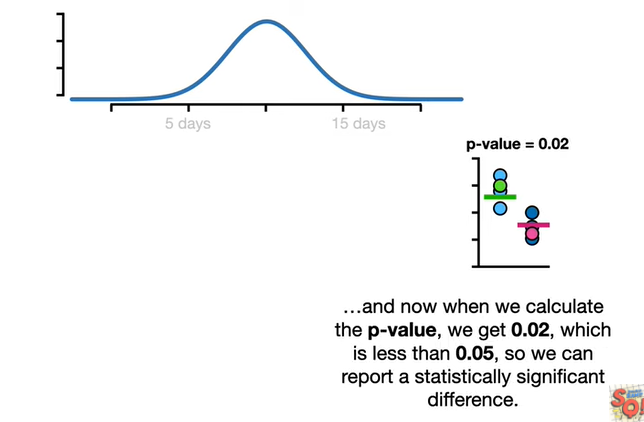 5 days
15 days
p-value = 0.02
…and now when we calculate
the p-value, we get 0.02, which
is less than 0.05, so we can
report a statistically significant
difference.
SQ!